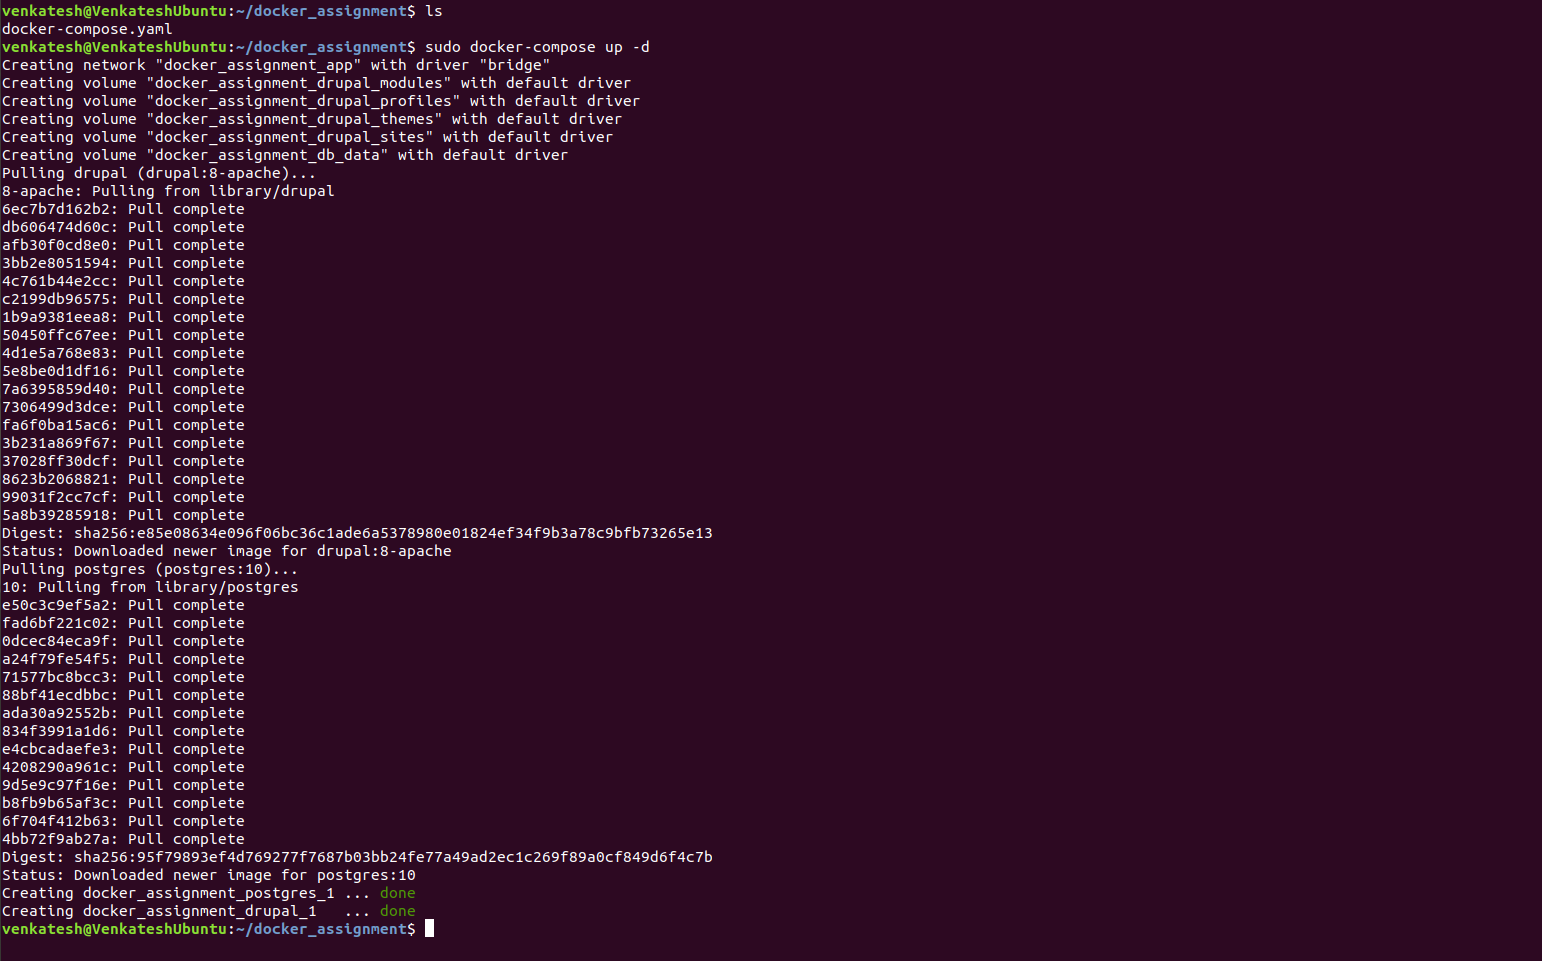 venkatesh@VenkateshUbuntu:~/docker_assignment$ ls
docker-compose.yaml
venkatesh@VenkateshUbuntu:~/docker_assignment$ sudo docker-compose up -d
Creating network "docker_assignment_app" with driver "bridge"
Creating volume "docker_assignment_drupal_modules" with default driver
Creating volume "docker_assignment_drupal_profiles" with default driver
Creating volume "docker_assignment_drupal_themes" with default driver
Creating volume "docker_assignment_drupal_sites" with default driver
Creating volume "docker_assignment_db_data" with default driver
Pulling drupal (drupal:8-apache)...
8-apache: Pulling from library/drupal
6ec7b7d162b2: Pull complete
db606474d60c: Pull complete
afb30f0cd8e0: Pull complete
3bb2e8051594: Pull complete
4c761b44e2cc: Pull complete
c2199db96575: Pull complete
1b9a9381eea8: Pull complete
50450ffc67ee: Pull complete
4d1e5a768e83: Pull complete
5e8be0d1df16: Pull complete
7a6395859d40: Pull complete
7306499d3dce: Pull complete
fa6f0ba15ac6: Pull complete
3b231a869f67: Pull complete
37028ff30dcf: Pull complete
8623b2068821: Pull complete
99031f2cc7cf: Pull complete
5a8b39285918: Pull complete
Digest: sha256:e85e08634e096f06bc36c1ade6a5378980e01824ef34f9b3a78c9bfb73265e13
Status: Downloaded newer image for drupal:8-apache
Pulling postgres (postgres:10)...
10: Pulling from library/postgres
e50c3c9ef5a2: Pull complete
fad6bf221c02: Pull complete
0dcec84eca9f: Pull complete
a24f79fe54f5: Pull complete
71577bc8bcc3: Pull complete
88bf41ecdbbc: Pull complete
ada30a92552b: Pull complete
834f3991a1d6: Pull complete
e4cbcadaefe3: Pull complete
4208290a961c: Pull complete
9d5e9c97f16e: Pull complete
b8fb9b65af3c: Pull complete
6f704f412b63: Pull complete
4bb72f9ab27a: Pull complete
Digest: sha256:95f79893ef4d769277f7687b03bb24fe77a49ad2ec1c269f89a0cf849d6f4c7b
Status: Downloaded newer image for postgres:10
Creating docker_assignment_postgres_1 ... done
Creating docker_assignment_drupal_1   ... done
venkatesh@VenkateshUbuntu:~/docker_assignment$